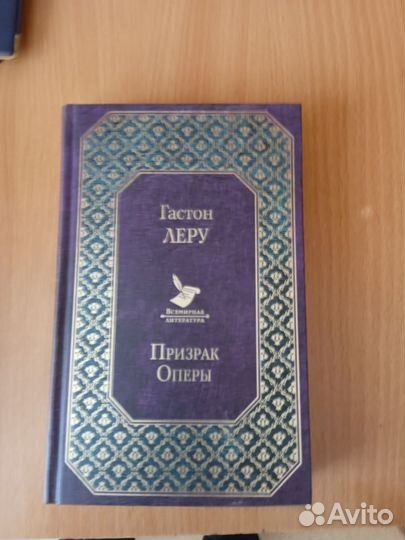 Гастон
ЛЕРУ
Всемирная
литература
Призрак
Оперы
Avito